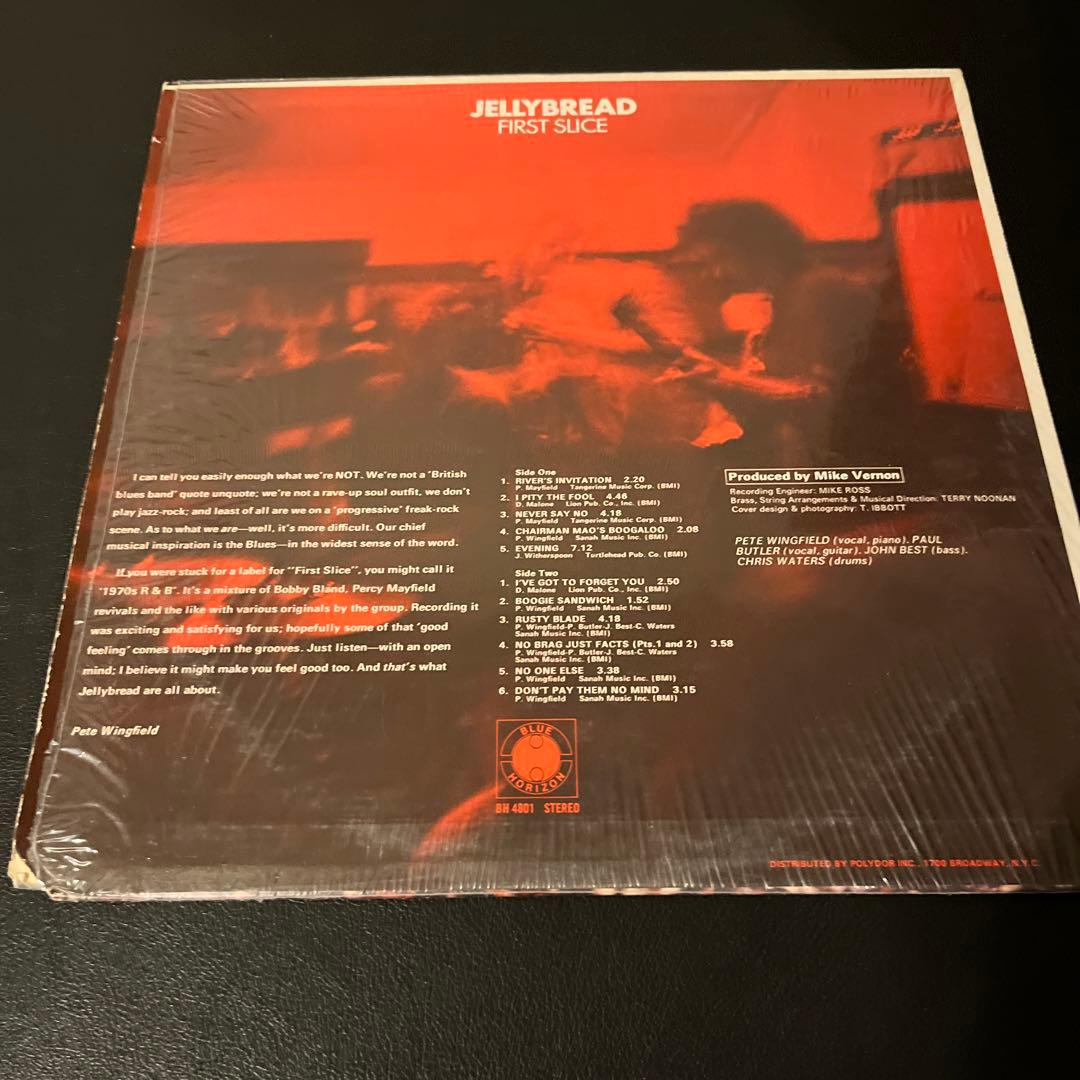 JELLYBREAD
FIRST SLICE
I can tell you easily enough what we're NOT. We're not a 'British
blues band' quote unquote; we're not a rave-up soul outfit, we don't
play jazz-rock; and least of all are we on a 'progressive' freak-rock
scene. As to what we are—well, it's more difficult. Our chief
musical inspiration is the Blues—in the widest sense of the word.
If you were stuck for a label for "First Slice", you might call it
'1970s R & B'. It's a mixture of Bobby Bland, Percy Mayfield
revivals and the like with various originals by the group. Recording it
was exciting and satisfying for us; hopefully some of that 'good
feeling' comes through in the grooves. Just listen—with an open
mind; I believe it might make you feel good too. And that's what
Jellybread are all about.
Pete Wingfield
Side One
1. RIVER'S INVITATION 2.20
P. Mayfield Tangerine Music Corp. (BMI)
2. I PITY THE FOOL 4.46
D. Malone Lion Pub. Co., Inc. (BMI)
3. NEVER SAY NO 4.18
P. Mayfield Tangerine Music Corp. (BMI)
4. CHAIRMAN MAO'S BOOGALOO 2.08
P. Wingfield Sanah Music Inc. (BMI)
5. EVENING 7.12
J. Witherspoon Turtlehead Pub. Co. (BMI)
Side Two
1. I'VE GOT TO FORGET YOU 2.50
D. Malone Lion Pub. Co., Inc. (BMI)
2. BOOGIE SANDWICH 1.52
P. Wingfield Sanah Music Inc. (BMI)
3. RUSTY BLADE 4.18
P. Wingfield-P. Butler-J. Best-C. Waters
Sanah Music Inc. (BMI)
4. NO BRAG JUST FACTS (Pts. 1 and 2) 3.58
P. Wingfield-P. Butler-J. Best-C. Waters
Sanah Music Inc. (BMI)
5. NO ONE ELSE 3.38
P. Wingfield Sanah Music Inc. (BMI)
6. DON'T PAY THEM NO MIND 3.15
P. Wingfield Sanah Music Inc. (BMI)
Produced by Mike Vernon
Recording Engineer: MIKE ROSS
Brass, String Arrangements & Musical Direction: TERRY NOONAN
Cover design & photography: T. IBBOTT
PETE WINGFIELD (vocal, piano). PAUL
BUTLER (vocal, guitar). JOHN BEST (bass).
CHRIS WATERS (drums)
BLUE
HORIZON
BH 4801 STEREO
DISTRIBUTED BY POLYDOR INC., 1700 BROADWAY, N.Y.C.